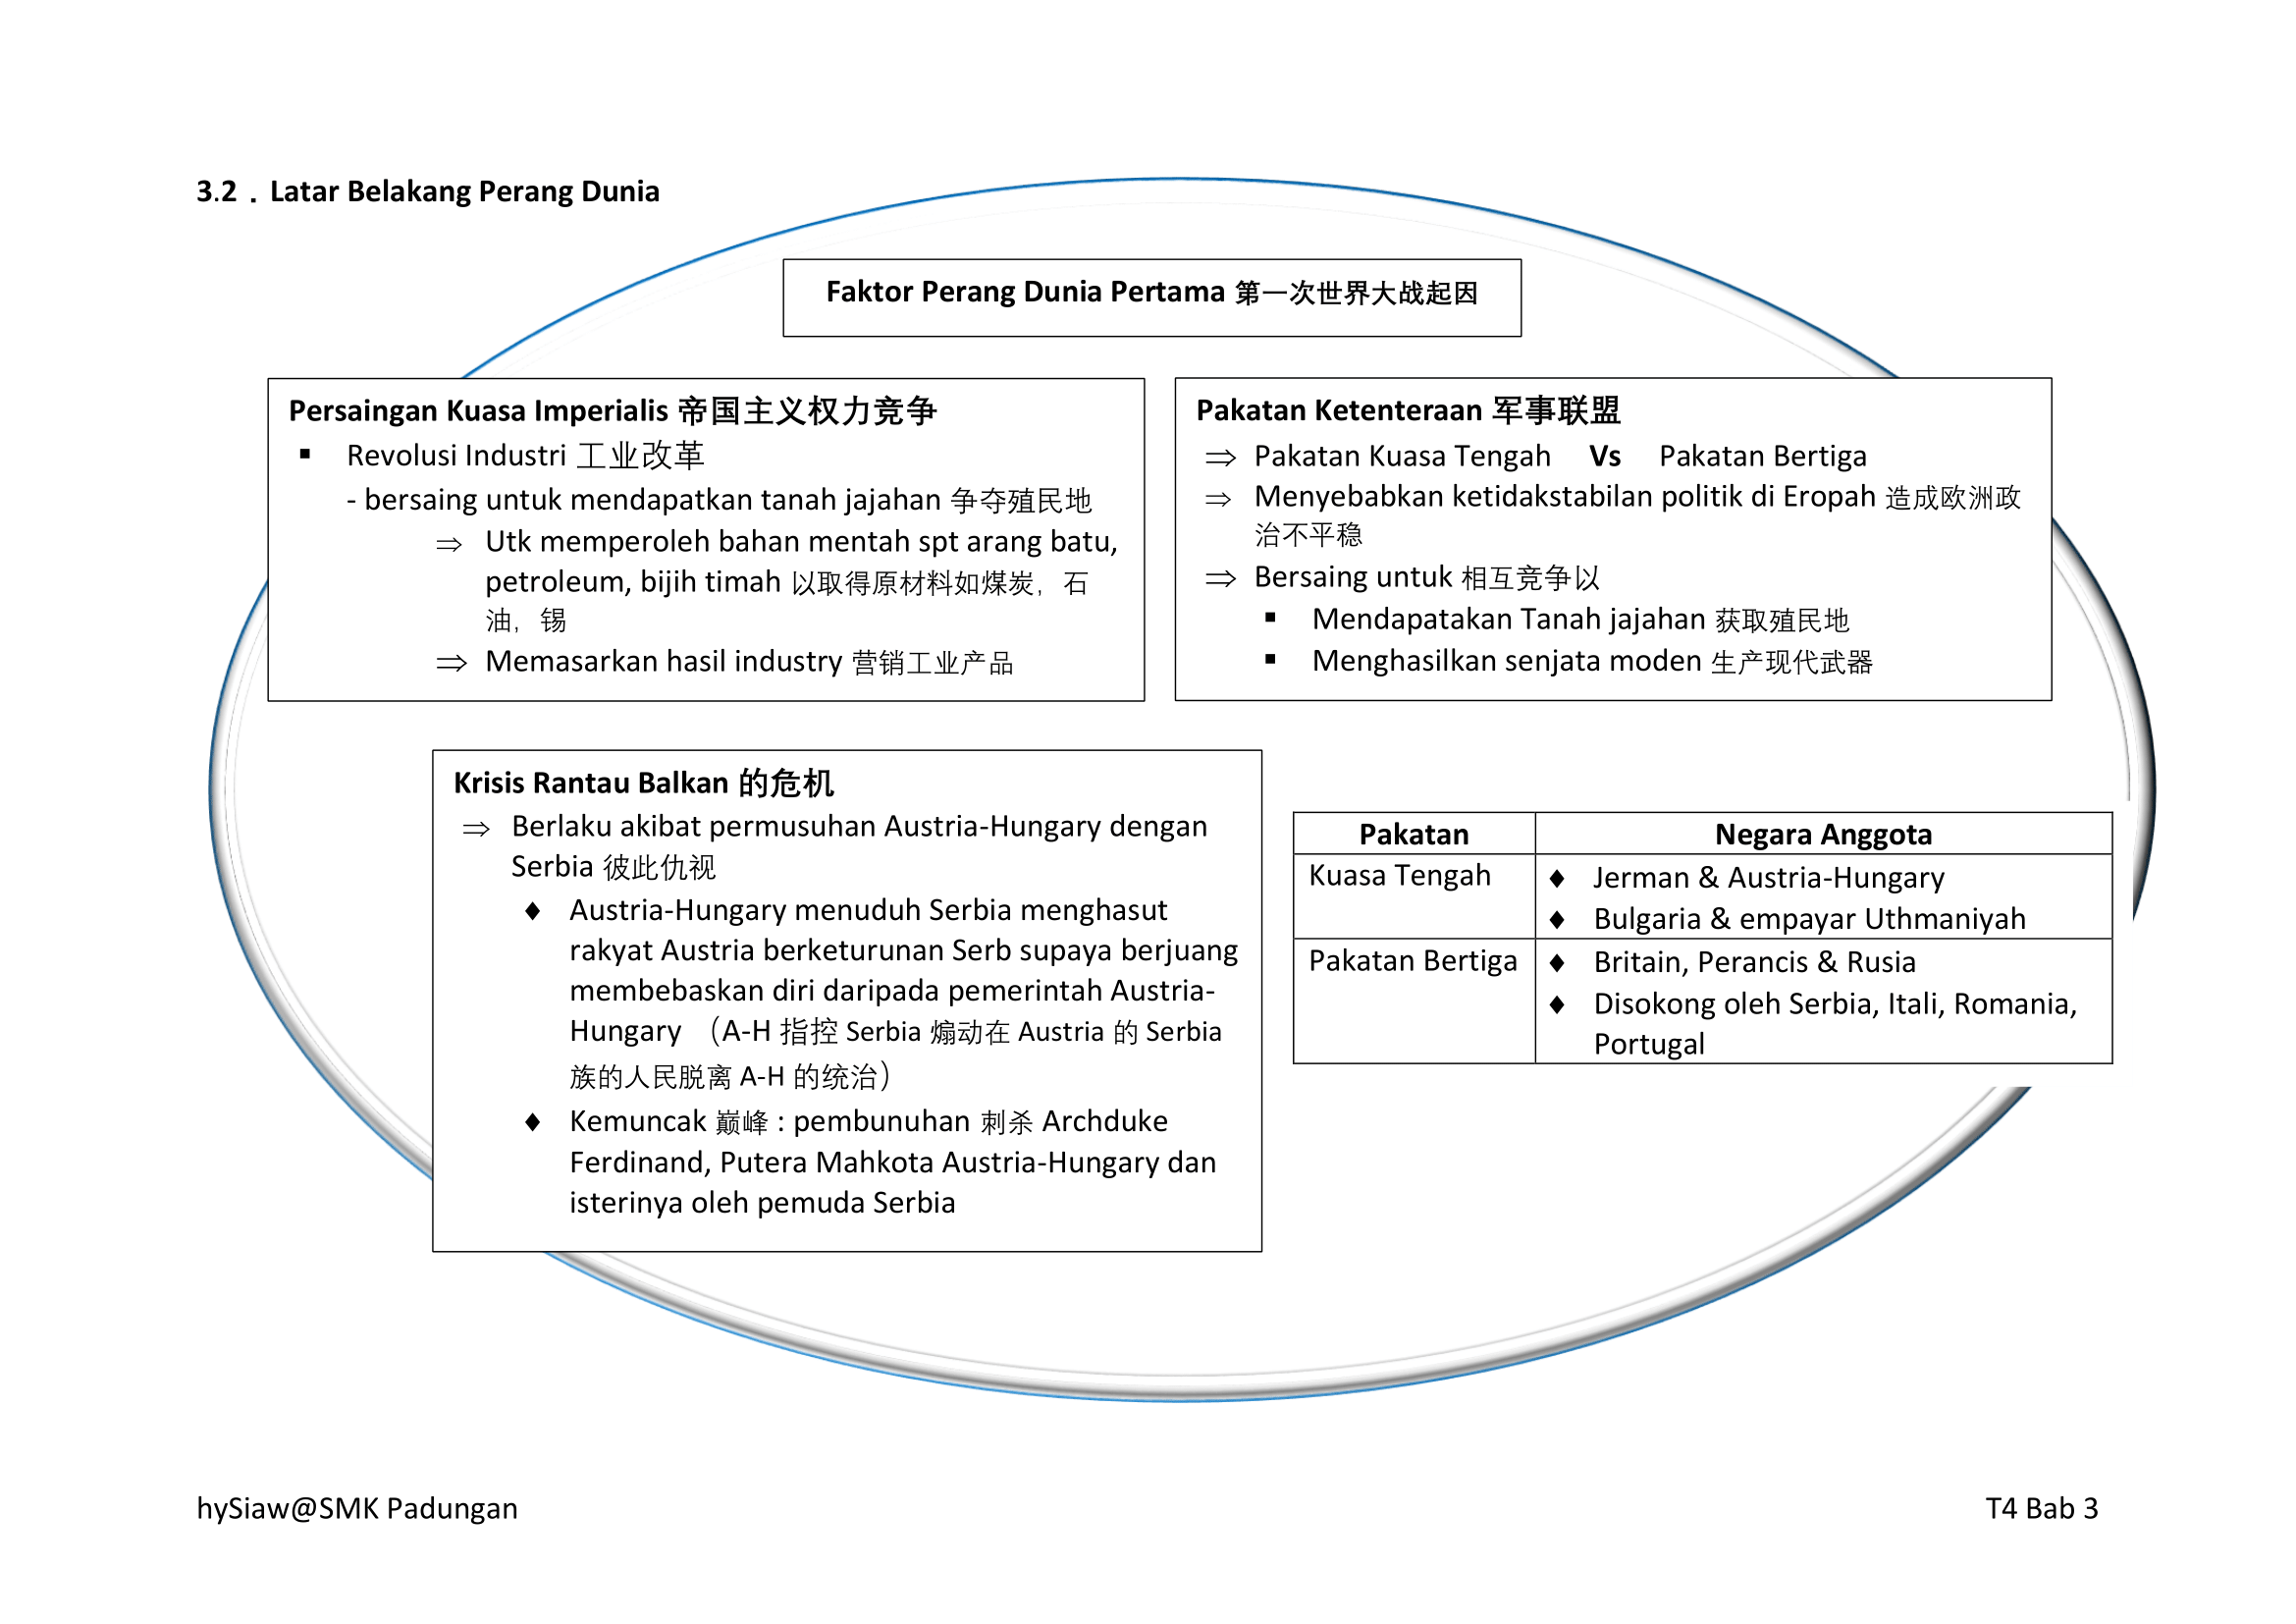 3.2．Latar Belakang Perang Dunia
Faktor Perang Dunia Pertama 第一次世界大战起因
Persaingan Kuasa Imperialis 帝国主义权力竞争
▪ Revolusi Industri 工业改革
- bersaing untuk mendapatkan tanah jajahan 争夺殖民地
⇒ Utk memperoleh bahan mentah spt arang batu,
petroleum, bijih timah 以取得原材料如煤炭，石
油，锡
⇒ Memasarkan hasil industry 营销工业产品
Pakatan Ketenteraan 军事联盟
⇒ Pakatan Kuasa Tengah Vs Pakatan Bertiga
⇒ Menyebabkan ketidakstabilan politik di Eropah 造成欧洲政
治不平稳
⇒ Bersaing untuk 相互竞争以
▪ Mendapatakan Tanah jajahan 获取殖民地
▪ Menghasilkan senjata moden 生产现代武器
Krisis Rantau Balkan 的危机
⇒ Berlaku akibat permusuhan Austria-Hungary dengan
Serbia 彼此仇视
♦ Austria-Hungary menuduh Serbia menghasut
rakyat Austria berketurunan Serb supaya berjuang
membebaskan diri daripada pemerintah Austria-
Hungary （A-H 指控 Serbia 煽动在 Austria 的 Serbia
族的人民脱离 A-H 的统治）
♦ Kemuncak 巅峰 : pembunuhan 刺杀 Archduke
Ferdinand, Putera Mahkota Austria-Hungary dan
isterinya oleh pemuda Serbia
Pakatan Negara Anggota
Kuasa Tengah ♦ Jerman & Austria-Hungary
♦ Bulgaria & empayar Uthmaniyah
Pakatan Bertiga ♦ Britain, Perancis & Rusia
♦ Disokong oleh Serbia, Itali, Romania,
Portugal
hySiaw@SMK Padungan T4 Bab 3